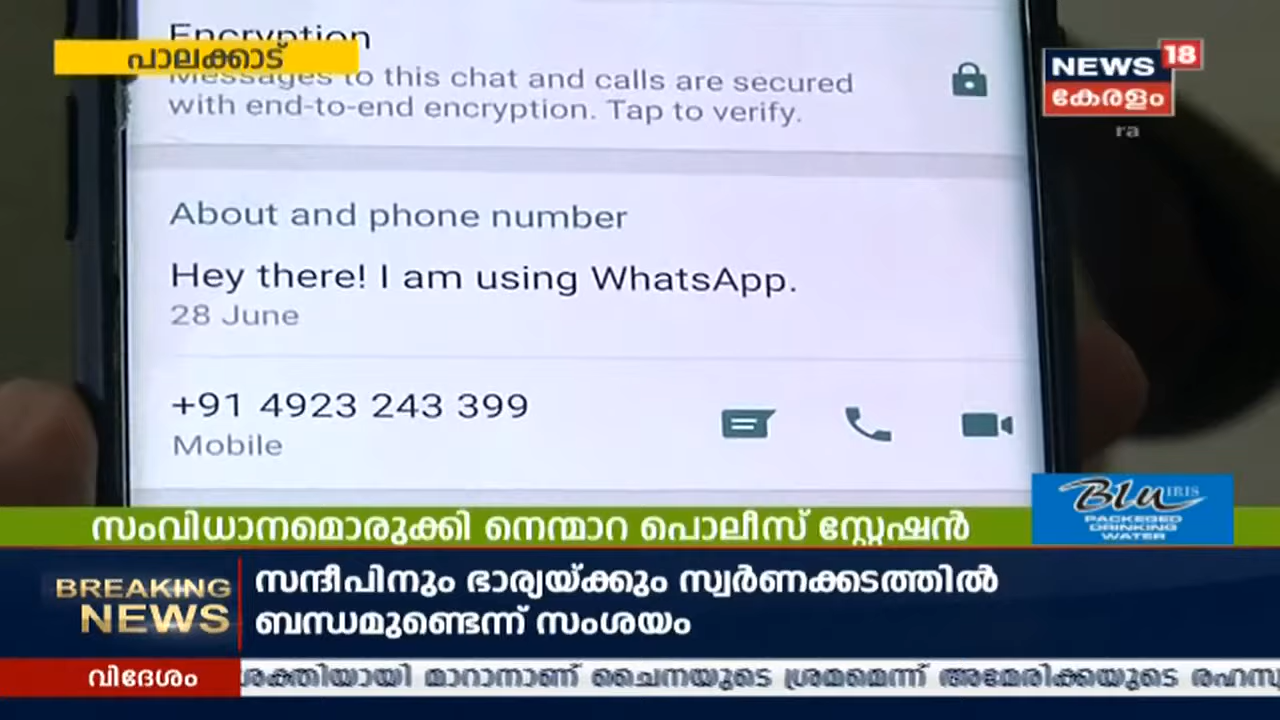 Encryption
പാലക്കാട്
Messages to this chat and calls are secured
with end-to-end encryption. Tap to verify.
NEWS 18
കേരളം
ra
About and phone number
Hey there! I am using WhatsApp.
28 June
+91 4923 243 399
Mobile
Blu IRIS
PACKEGED
DRINKING
WATER
സംവിധാനമൊരുക്കി നെന്മാറ പൊലീസ് സ്റ്റേഷൻ
BREAKING
NEWS
സന്ദീപിനും ഭാര്യയ്ക്കും സ്വർണക്കടത്തിൽ
ബന്ധമുണ്ടെന്ന് സംശയം
വിദേശം
ശക്തിയായി മാറാനാണ് ചൈനയുടെ ശ്രമമെന്ന് അമേരിക്കയുടെ രഹസ്യ